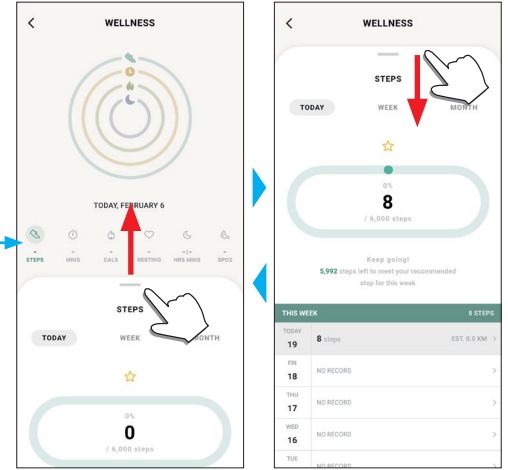 WELLNESS
TODAY, FEBRUARY 6
- - - - -:- -
STEPS MINS CALS RESTING HRS MINS SPO2
STEPS
TODAY WEEK MONTH
0%
0
/ 6,000 steps
WELLNESS
STEPS
TODAY WEEK MONTH
0%
8
/ 6,000 steps
Keep going!
5,992 steps left to meet your recommended
step for this week
THIS WEEK 8 STEPS
TODAY
19 8 steps EST. 0.0 KM
FRI
18 NO RECORD
THU
17 NO RECORD
WED
16 NO RECORD
TUE
NO RECORD